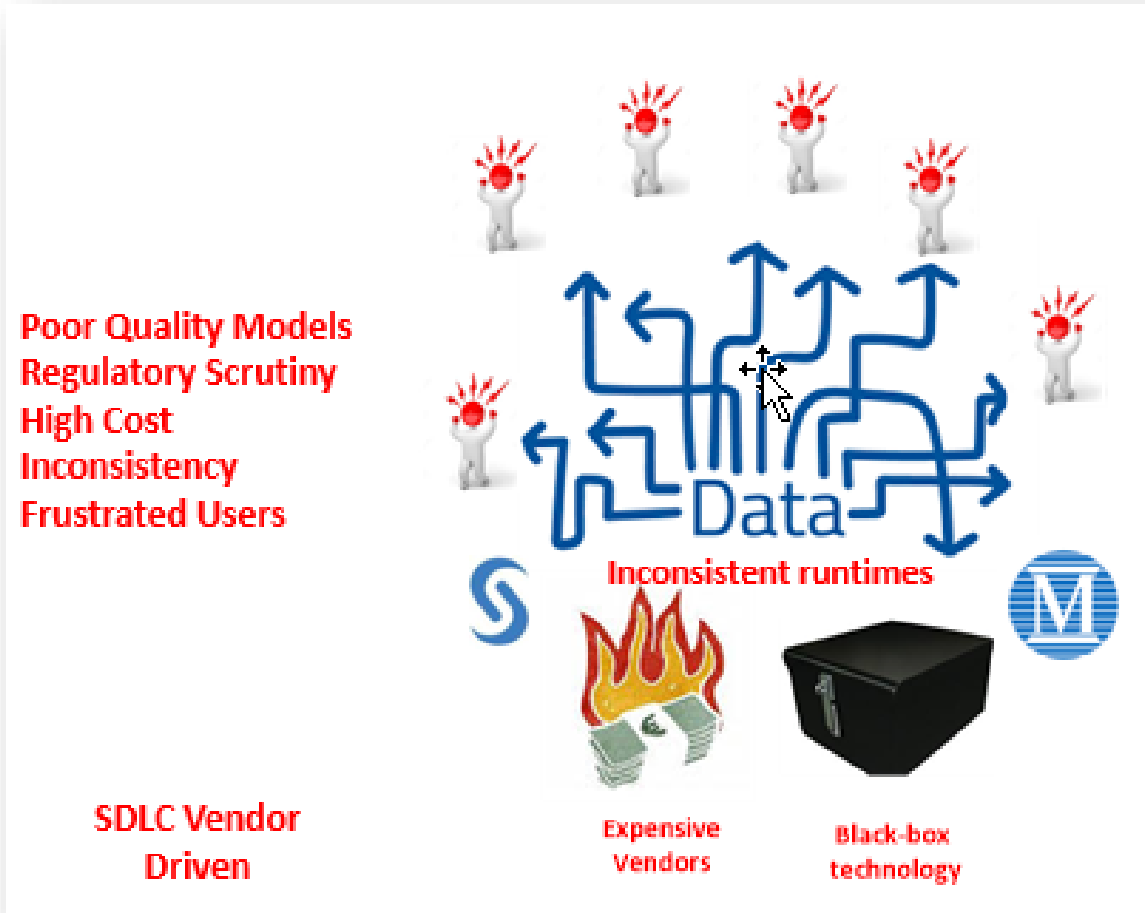 Poor Quality Models
Regulatory Scrutiny
High Cost
Inconsistency
Frustrated Users
Data
Inconsistent runtimes
S
M
€
SDLC Vendor
Driven
Expensive
Vendors
Black-box
technology